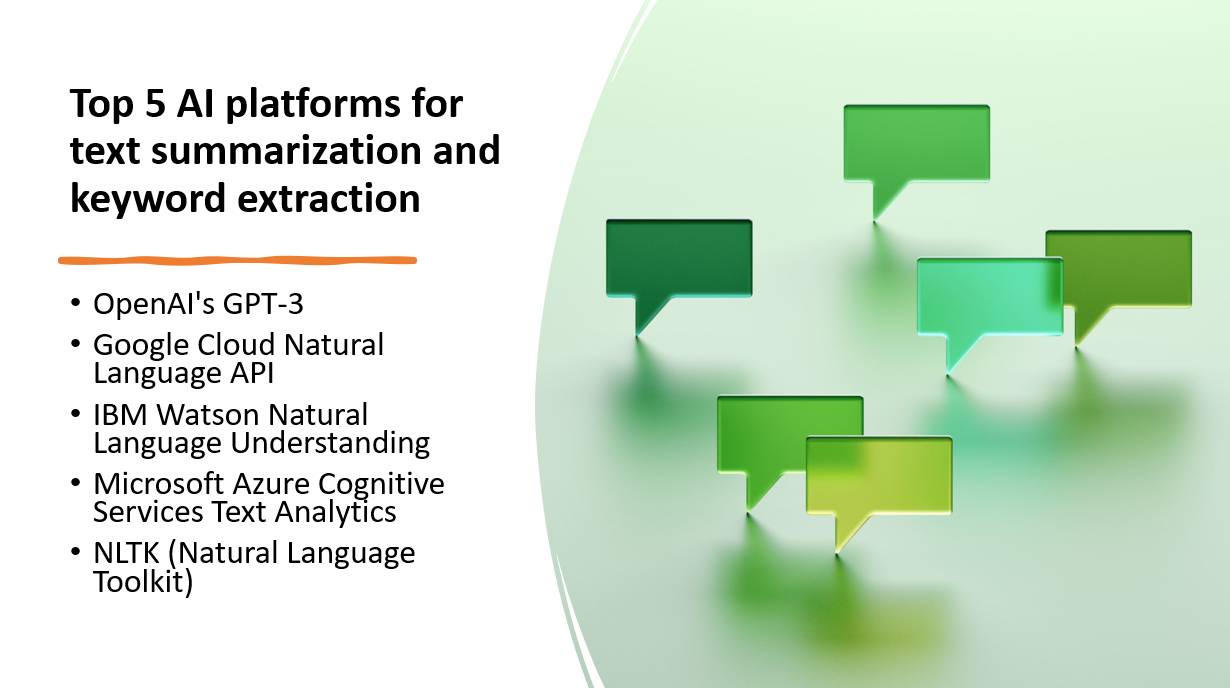 Top 5 AI platforms for
text summarization and
keyword extraction
• OpenAI's GPT-3
• Google Cloud Natural
Language API
• IBM Watson Natural
Language Understanding
• Microsoft Azure Cognitive
Services Text Analytics
• NLTK (Natural Language
Toolkit)